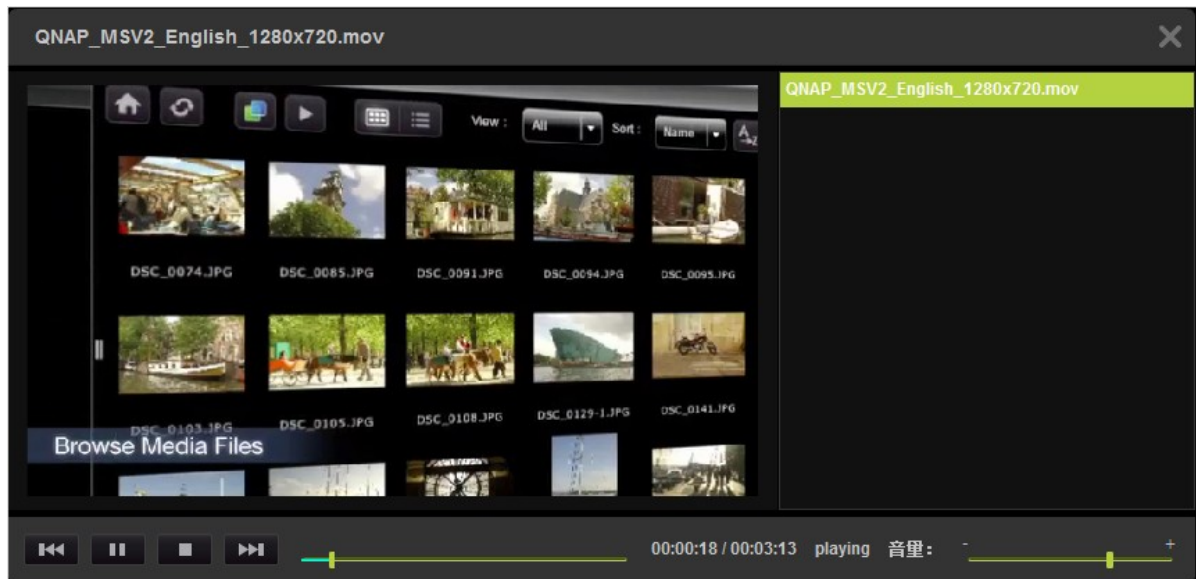 QNAP_MSV2_English_1280x720.mov
QNAP_MSV2_English_1280x720.mov
View : All Sort : Name A-Z
DSC_0074.JPG DSC_0085.JPG DSC_0091.JPG DSC_0094.JPG DSC_0095.JPG
DSC_0103.JPG DSC_0105.JPG DSC_0108.JPG DSC_0129-1.JPG DSC_0141.JPG
Browse Media Files
00:00:18 / 00:03:13 playing 音量： - +